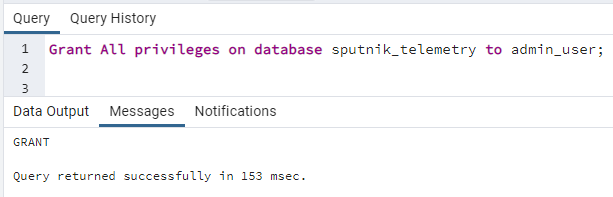 Query Query History
1 Grant All privileges on database sputnik_telemetry to admin_user;
2
3
Data Output Messages Notifications
GRANT
Query returned successfully in 153 msec.